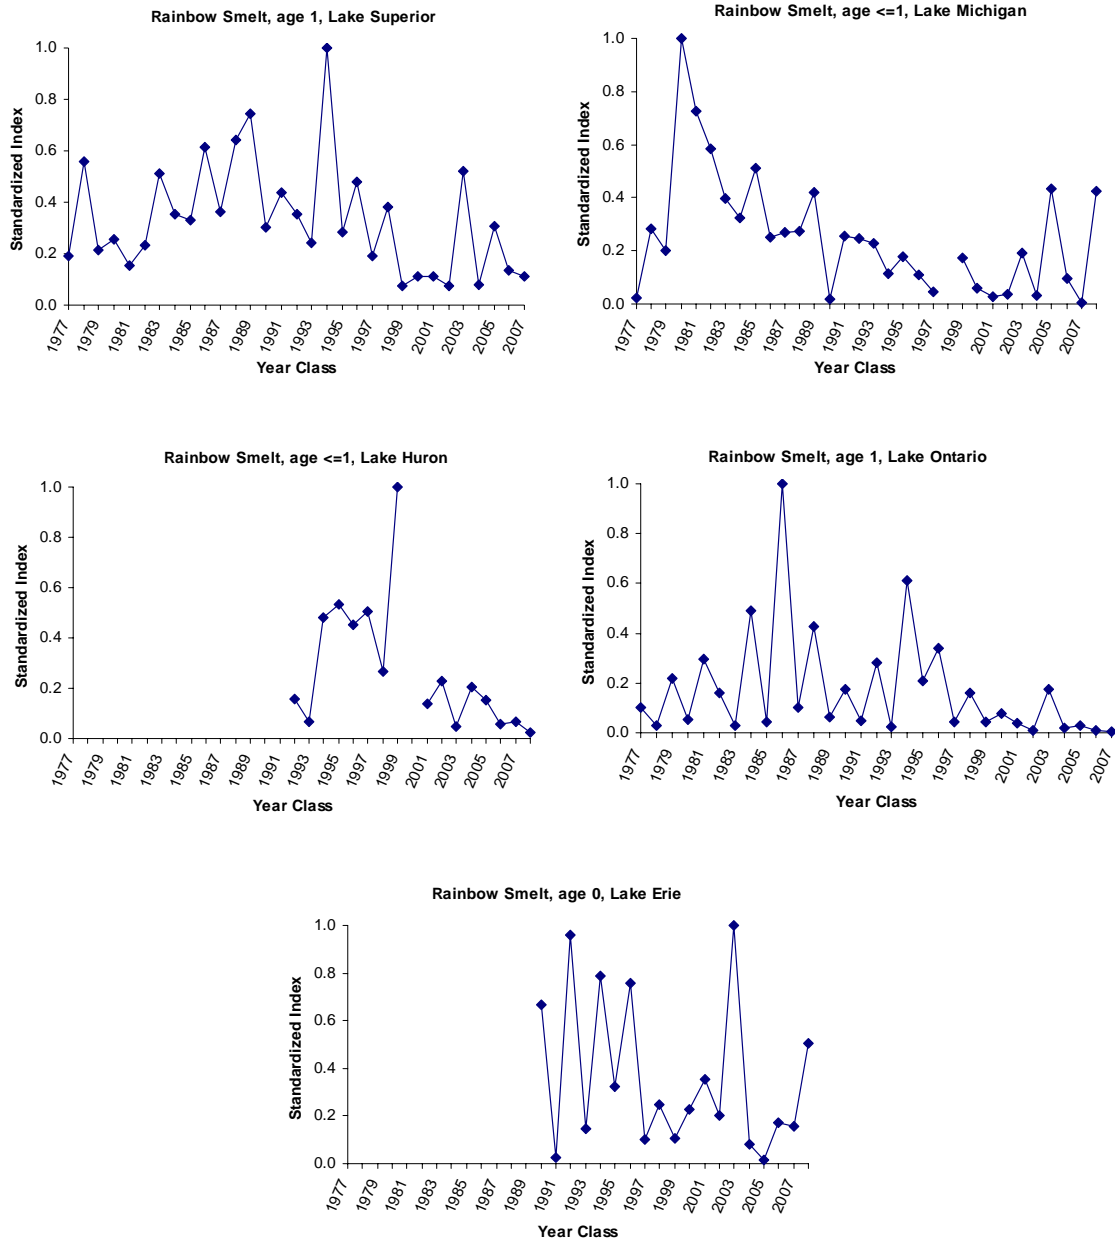 Rainbow Smelt, age 1, Lake Superior
Standardized Index
1.0
0.8
0.6
0.4
0.2
0.0
1977 1979 1981 1983 1985 1987 1989 1991 1993 1995 1997 1999 2001 2003 2005 2007
Year Class
Rainbow Smelt, age <=1, Lake Michigan
Standardized Index
1.0
0.8
0.6
0.4
0.2
0.0
1977 1979 1981 1983 1985 1987 1989 1991 1993 1995 1997 1999 2001 2003 2005 2007
Year Class
Rainbow Smelt, age <=1, Lake Huron
Standardized Index
1.0
0.8
0.6
0.4
0.2
0.0
1977 1979 1981 1983 1985 1987 1989 1991 1993 1995 1997 1999 2001 2003 2005 2007
Year Class
Rainbow Smelt, age 1, Lake Ontario
Standardized Index
1.0
0.8
0.6
0.4
0.2
0.0
1977 1979 1981 1983 1985 1987 1989 1991 1993 1995 1997 1999 2001 2003 2005 2007
Year Class
Rainbow Smelt, age 0, Lake Erie
Standardized Index
1.0
0.8
0.6
0.4
0.2
0.0
1977 1979 1981 1983 1985 1987 1989 1991 1993 1995 1997 1999 2001 2003 2005 2007
Year Class